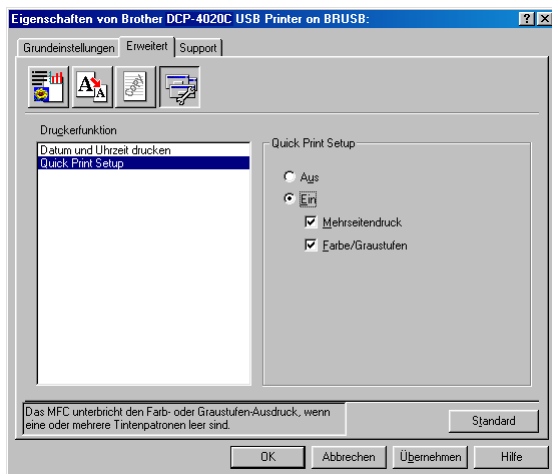 Eigenschaften von Brother DCP-4020C USB Printer on BRUSB:
Grundeinstellungen Erweitert Support
Druckerfunktion
Datum und Uhrzeit drucken
Quick Print Setup
Quick Print Setup
Aus
Ein
Mehrseitendruck
Farbe/Graustufen
Das MFC unterbricht den Farb- oder Graustufen-Ausdruck, wenn
eine oder mehrere Tintenpatronen leer sind.
Standard
OK Abbrechen Übernehmen Hilfe